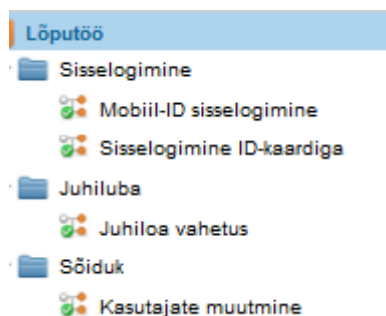 Lõputöö
Sisselogimine
Mobiil-ID sisselogimine
Sisselogimine ID-kaardiga
Juhiluba
Juhiloa vahetus
Sõiduk
Kasutajate muutmine